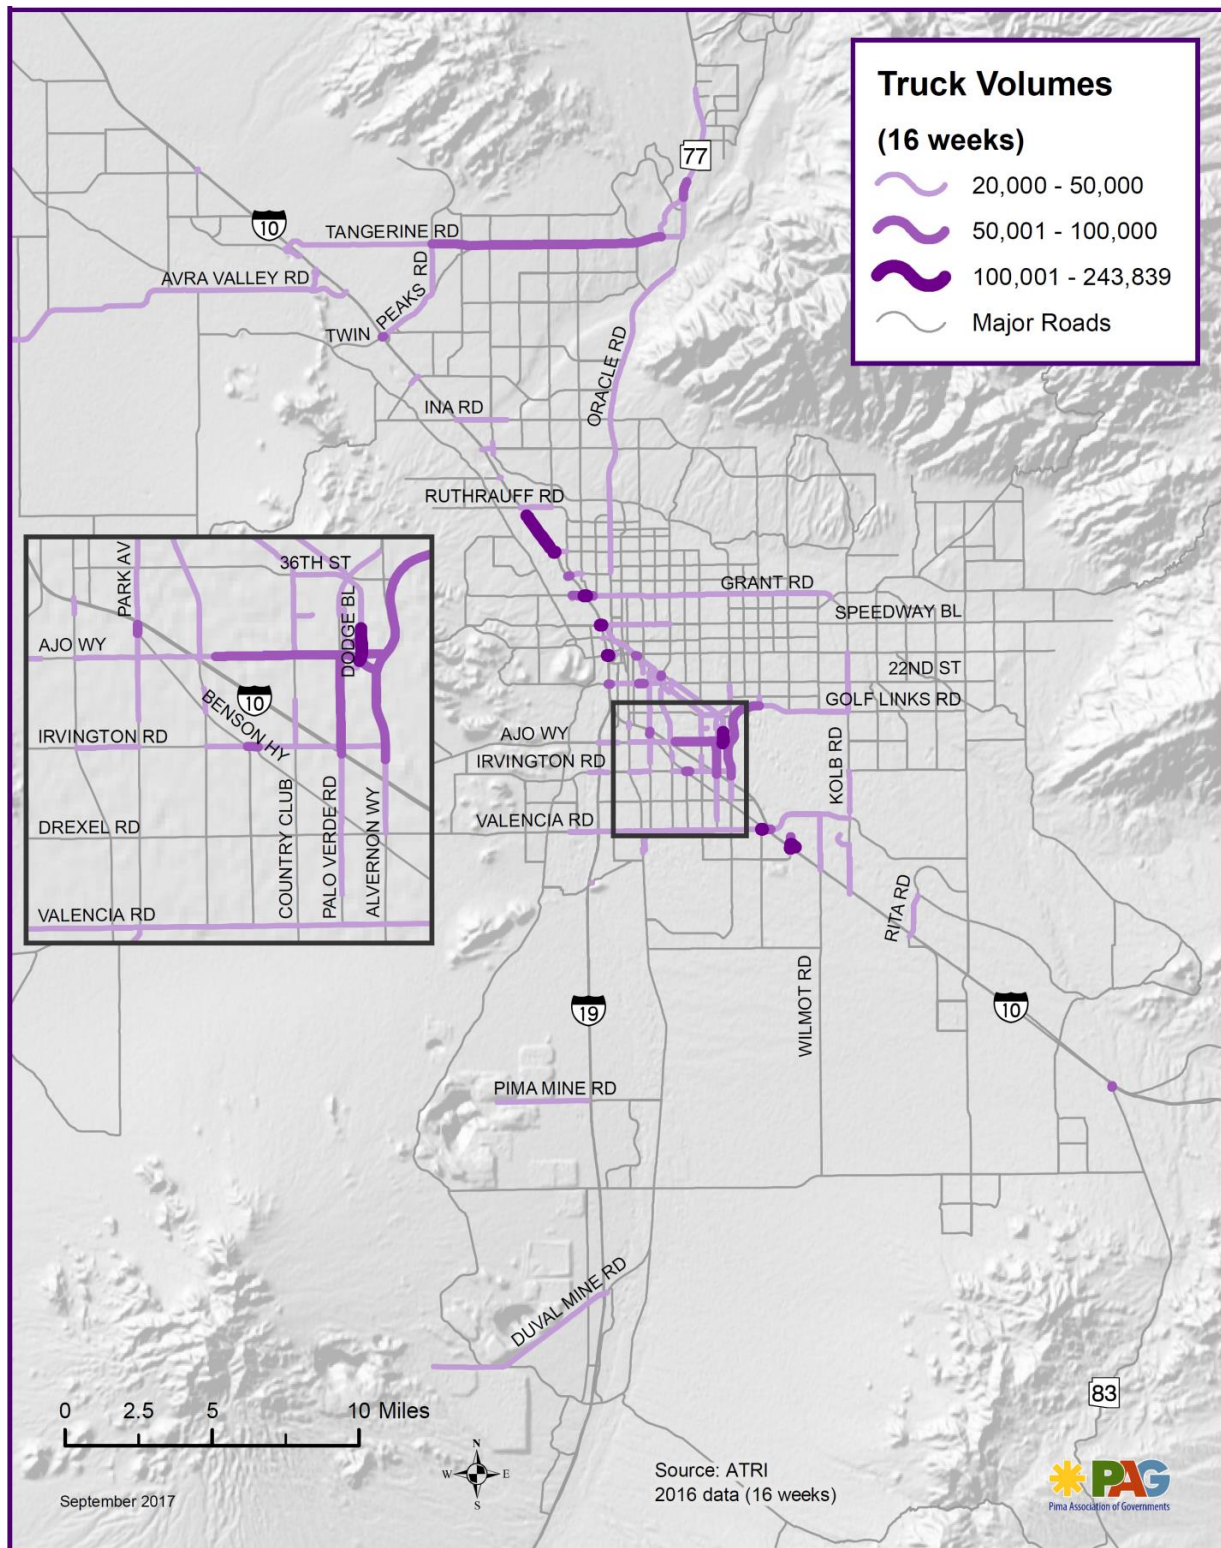 Truck Volumes
(16 weeks)
20,000 - 50,000
50,001 - 100,000
100,001 - 243,839
Major Roads
77
10
TANGERINE RD
AVRA VALLEY RD
TWIN PEAKS RD
ORACLE RD
INA RD
RUTHRAUFF RD
GRANT RD
SPEEDWAY BL
22ND ST
GOLF LINKS RD
AJO WY
IRVINGTON RD
KOLB RD
VALENCIA RD
PARK AV
36TH ST
DODGE BL
AJO WY
10
BENSON HY
IRVINGTON RD
DREXEL RD
COUNTRY CLUB
PALO VERDE RD
ALVERNON WY
VALENCIA RD
RITA RD
WILMOT RD
19
10
PIMA MINE RD
DUVAL MINE RD
83
0 2.5 5 10 Miles
N
W E
S
September 2017
Source: ATRI
2016 data (16 weeks)
PAG
Pima Association of Governments